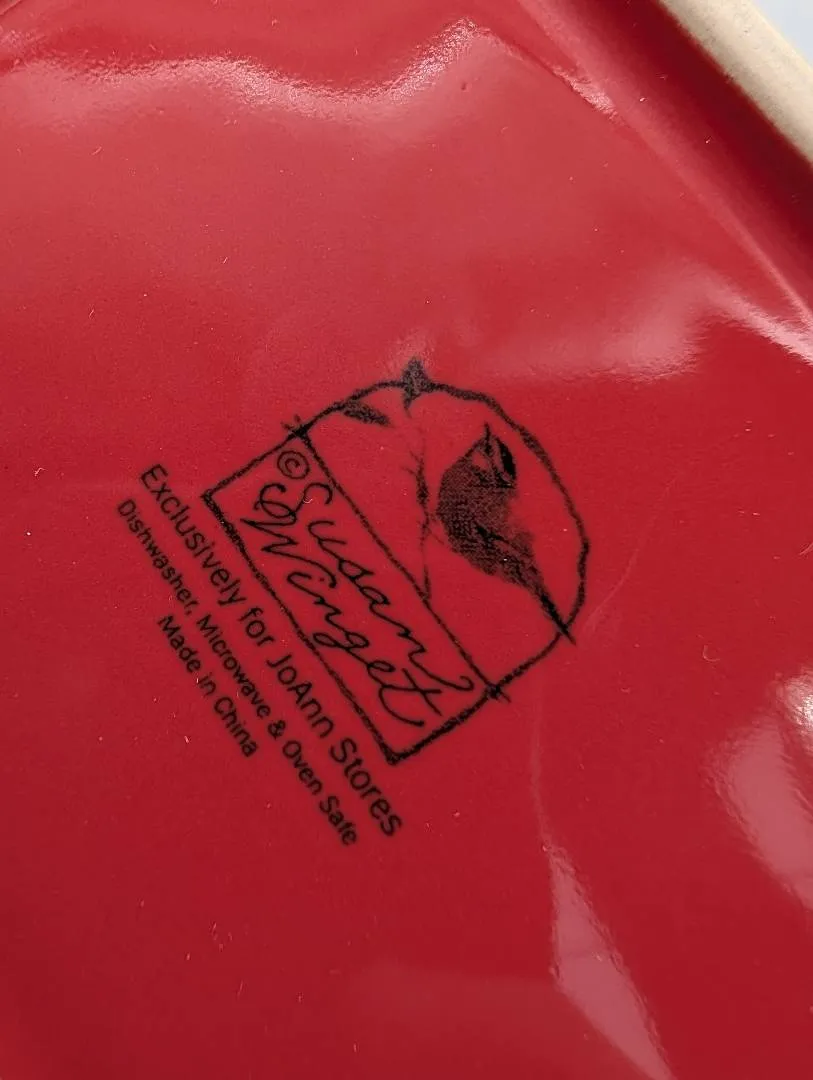 © Susan
Winget
Exclusively for JoAnn Stores
Dishwasher, Microwave & Oven Safe
Made in China